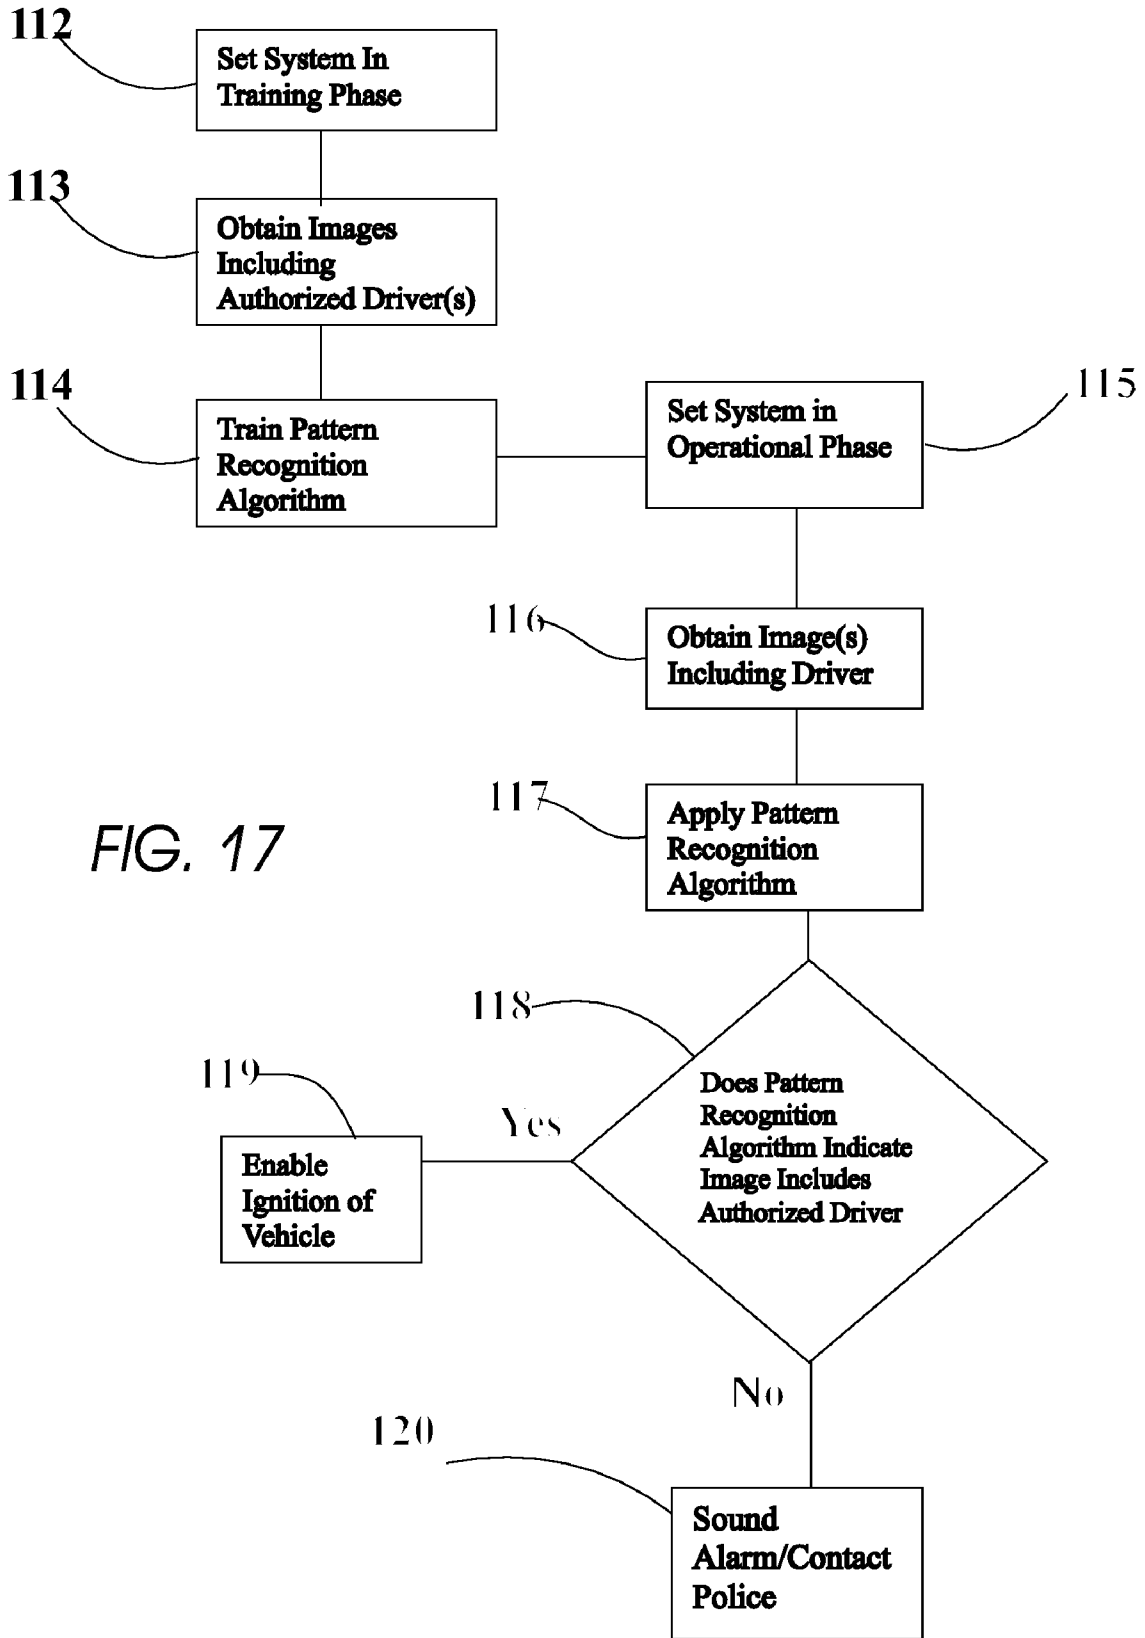 112
Set System In
Training Phase
113
Obtain Images
Including
Authorized Driver(s)
114
Train Pattern
Recognition
Algorithm
115
Set System in
Operational Phase
116
Obtain Image(s)
Including Driver
117
Apply Pattern
Recognition
Algorithm
FIG. 17
118
Does Pattern
Recognition
Algorithm Indicate
Image Includes
Authorized Driver
119
Yes
Enable
Ignition of
Vehicle
No
120
Sound
Alarm/Contact
Police